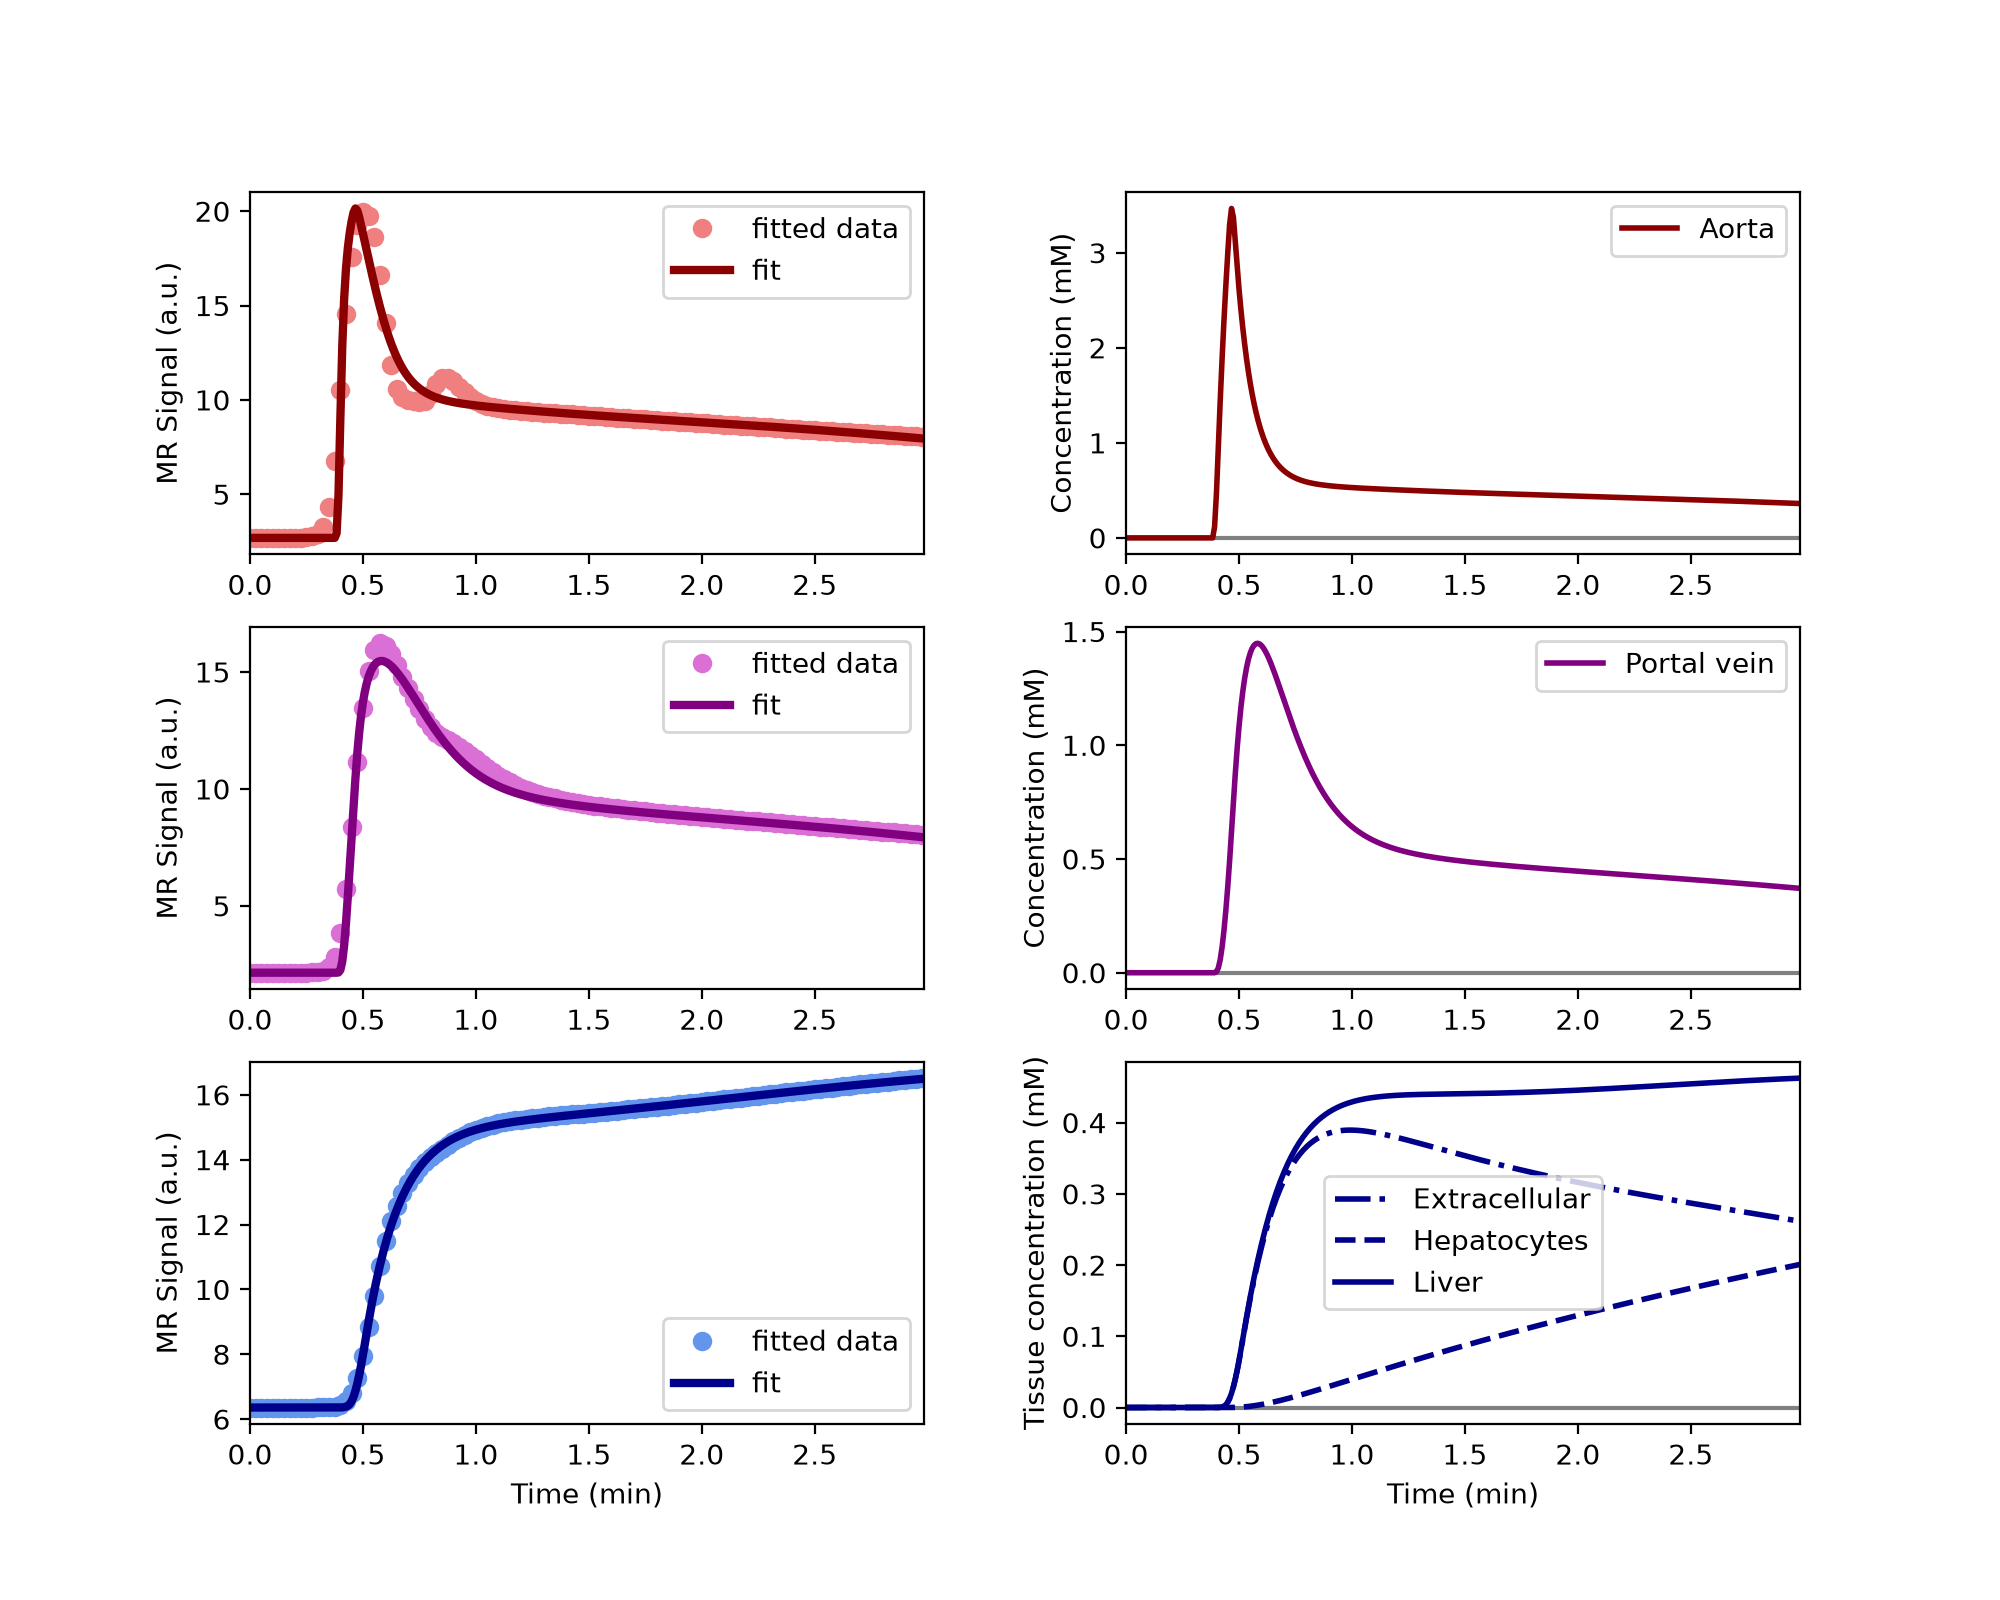 MR Signal (a.u.)
20
15
10
5
0.0 0.5 1.0 1.5 2.0 2.5
fitted data
fit
Concentration (mM)
3
2
1
0
0.0 0.5 1.0 1.5 2.0 2.5
Aorta
MR Signal (a.u.)
15
10
5
0.0 0.5 1.0 1.5 2.0 2.5
fitted data
fit
Concentration (mM)
1.5
1.0
0.5
0.0
0.0 0.5 1.0 1.5 2.0 2.5
Portal vein
MR Signal (a.u.)
16
14
12
10
8
6
0.0 0.5 1.0 1.5 2.0 2.5
Time (min)
fitted data
fit
Tissue concentration (mM)
0.4
0.3
0.2
0.1
0.0
0.0 0.5 1.0 1.5 2.0 2.5
Time (min)
Extracellular
Hepatocytes
Liver